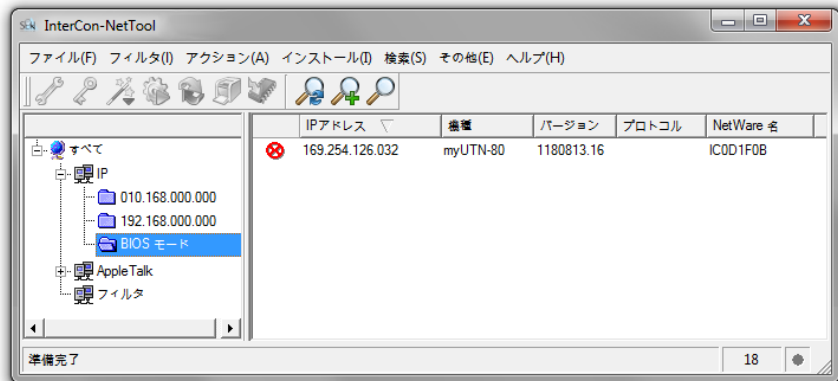 SEN InterCon-NetTool
ファイル(F) フィルタ(I) アクション(A) インストール(I) 検索(S) その他(E) ヘルプ(H)
IPアドレス 機種 バージョン プロトコル NetWare 名
169.254.126.032 myUTN-80 1180813.16 IC0D1F0B
すべて
IP
010.168.000.000
192.168.000.000
BIOS モード
AppleTalk
フィルタ
準備完了 18